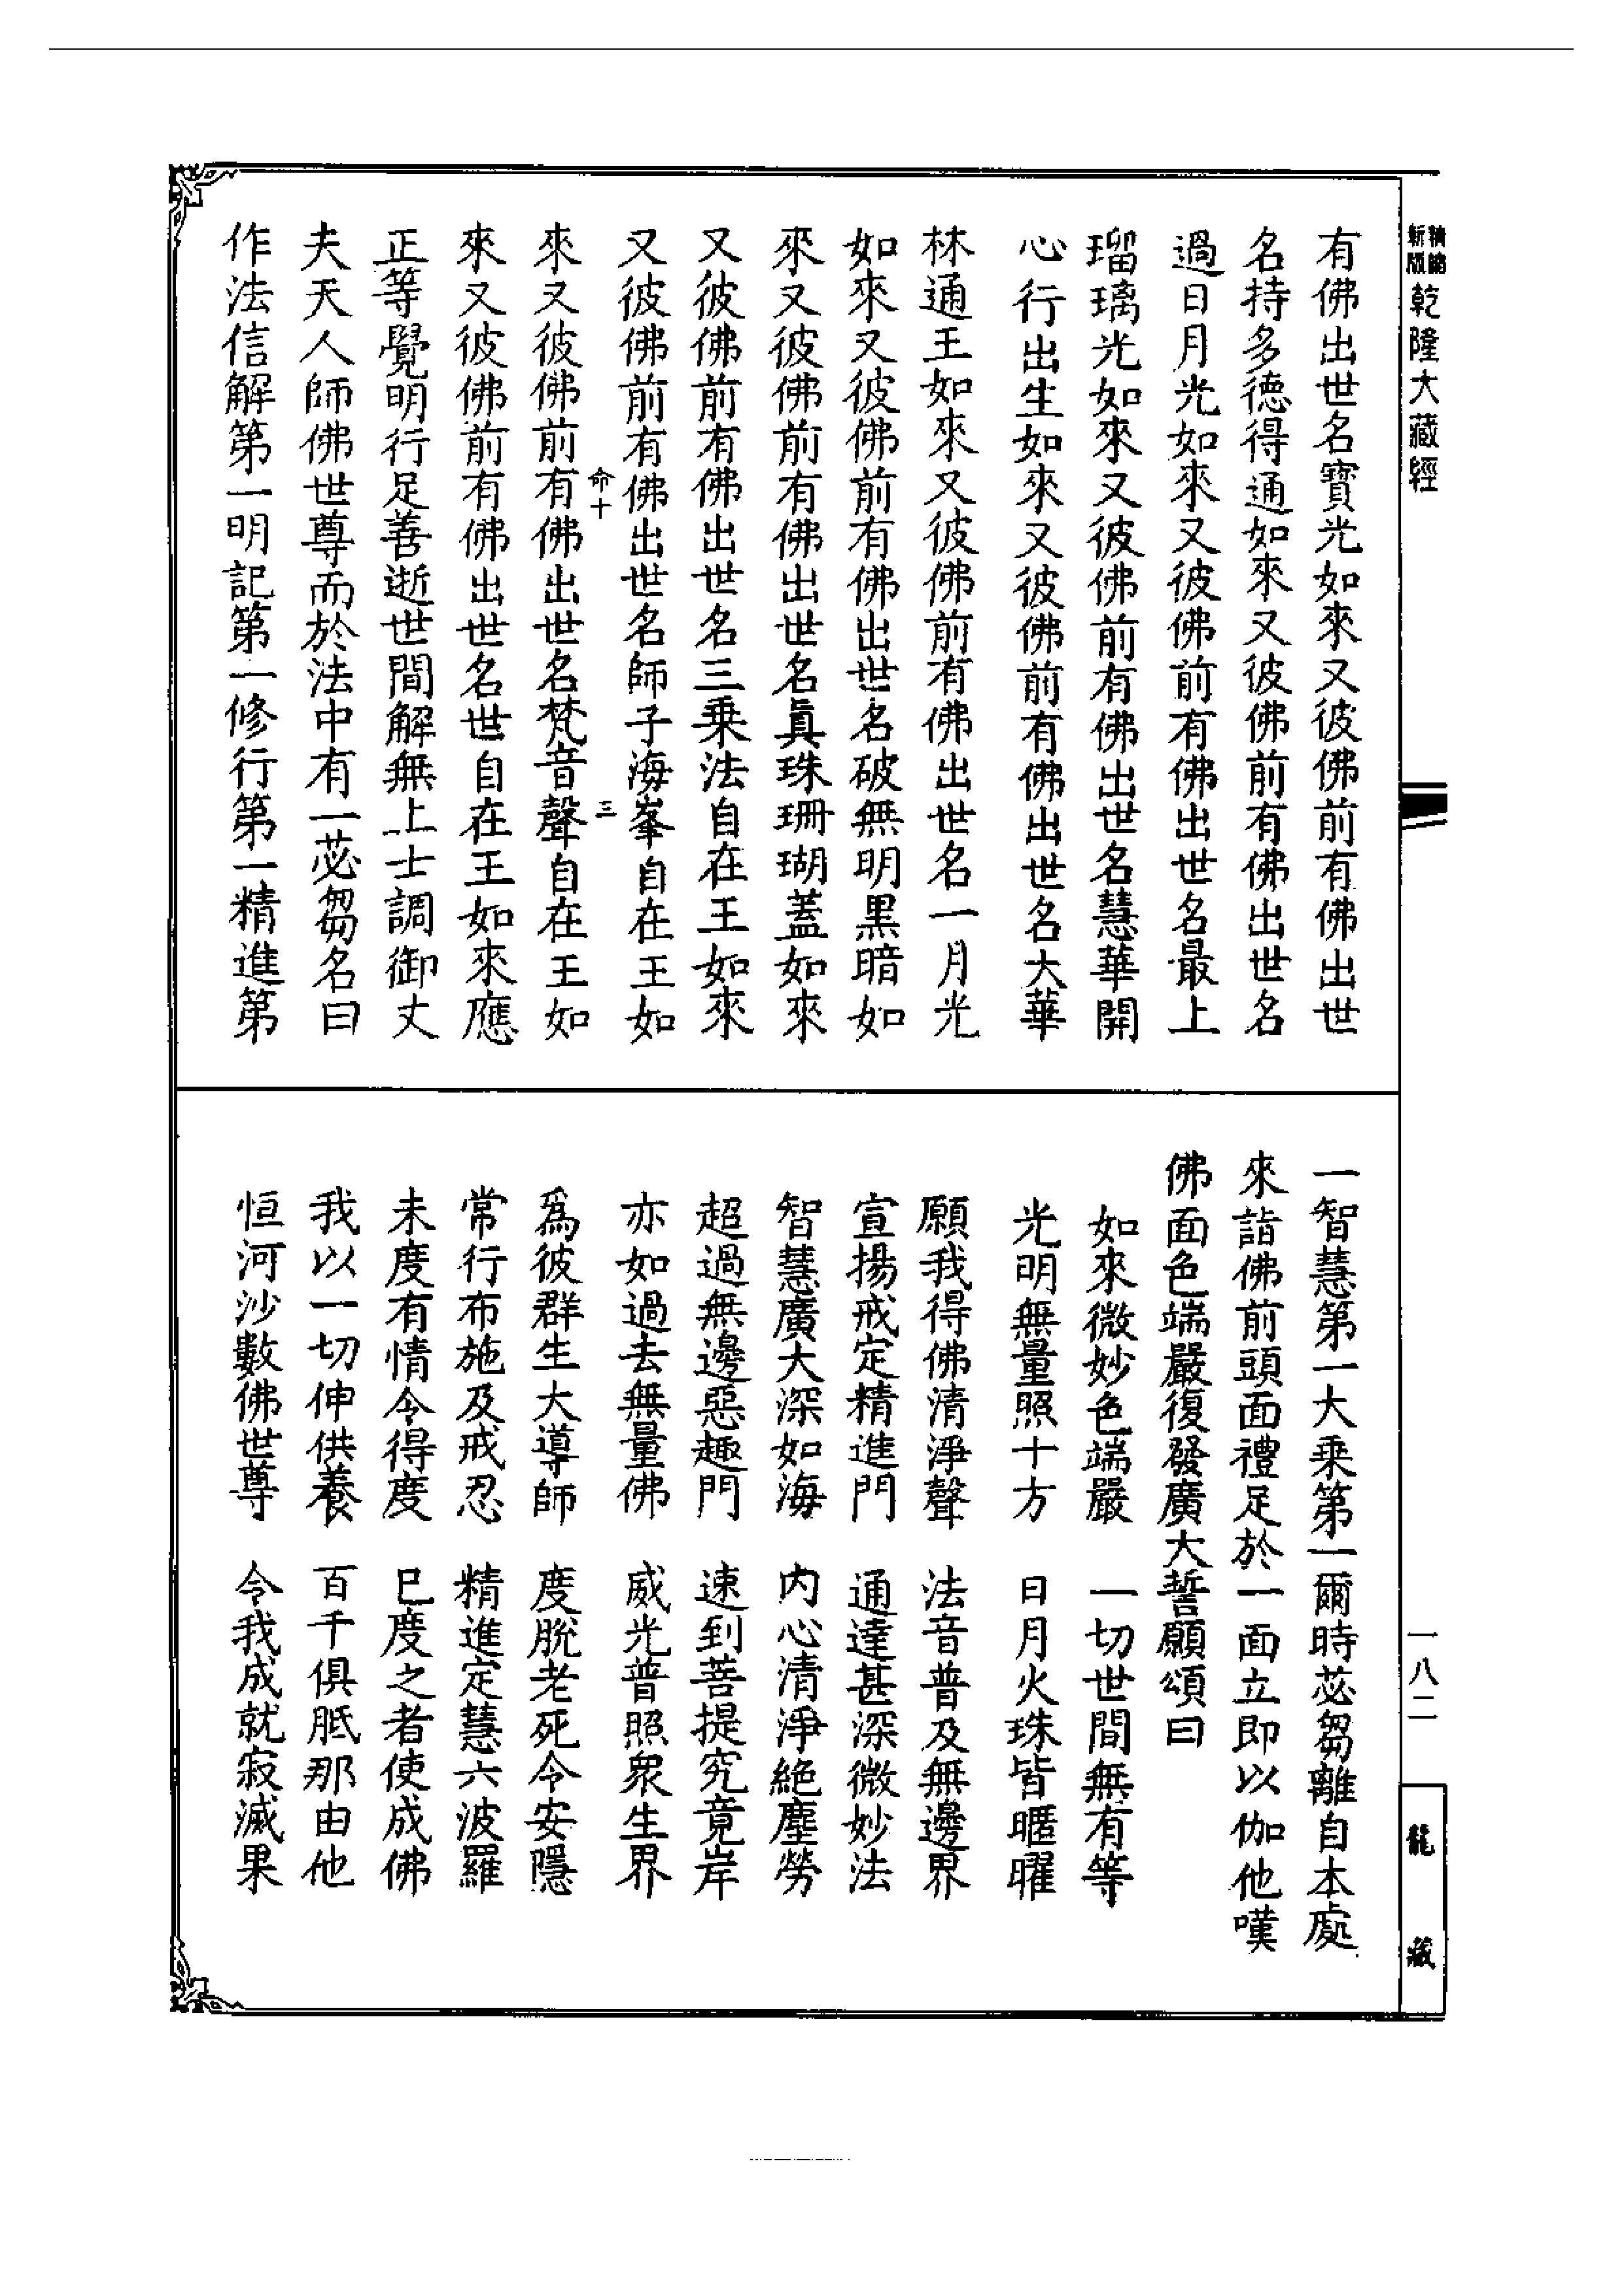 精縮新版乾隆大藏經
有佛出世名寶光如來又彼佛前有佛出世
名持多德得通如來又彼佛前有佛出世名
過日月光如來又彼佛前有佛出世名最上
瑠璃光如來又彼佛前有佛出世名慧華開
心行出生如來又彼佛前有佛出世名大華
林通王如來又彼佛前有佛出世名一月光
如來又彼佛前有佛出世名破無明黑暗如
來又彼佛前有佛出世名真珠珊瑚蓋如來
又彼佛前有佛出世名三乘法自在王如來
又彼佛前有佛出世名師子海峯自在王如
命十 三
來又彼佛前有佛出世名梵音聲自在王如
來又彼佛前有佛出世名世自在王如來應
正等覺明行足善逝世間解無上士調御丈
夫天人師佛世尊而於法中有一苾芻名曰
作法信解第一明記第一修行第一精進第
一智慧第一大乘第一爾時苾芻離自本處
來詣佛前頭面禮足於一面立即以伽他嘆
佛面色端嚴復發廣大誓願頌曰
如來微妙色端嚴 一切世間無有等
光明無量照十方 日月火珠皆匿曜
願我得佛清淨聲 法音普及無邊界
宣揚戒定精進門 通達甚深微妙法
智慧廣大深如海 內心清淨絕塵勞
超過無邊惡趣門 速到菩提究竟岸
亦如過去無量佛 威光普照眾生界
為彼群生大導師 度脫老死令安隱
常行布施及戒忍 精進定慧六波羅
未度有情令得度 已度之者使成佛
我以一切伸供養 百千俱胝那由他
恒河沙數佛世尊 令我成就寂滅果
一八二
龍藏